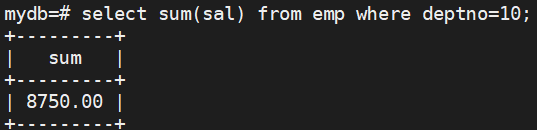 mydb=# select sum(sal) from emp where deptno=10;
+---------+
|   sum   |
+---------+
| 8750.00 |
+---------+